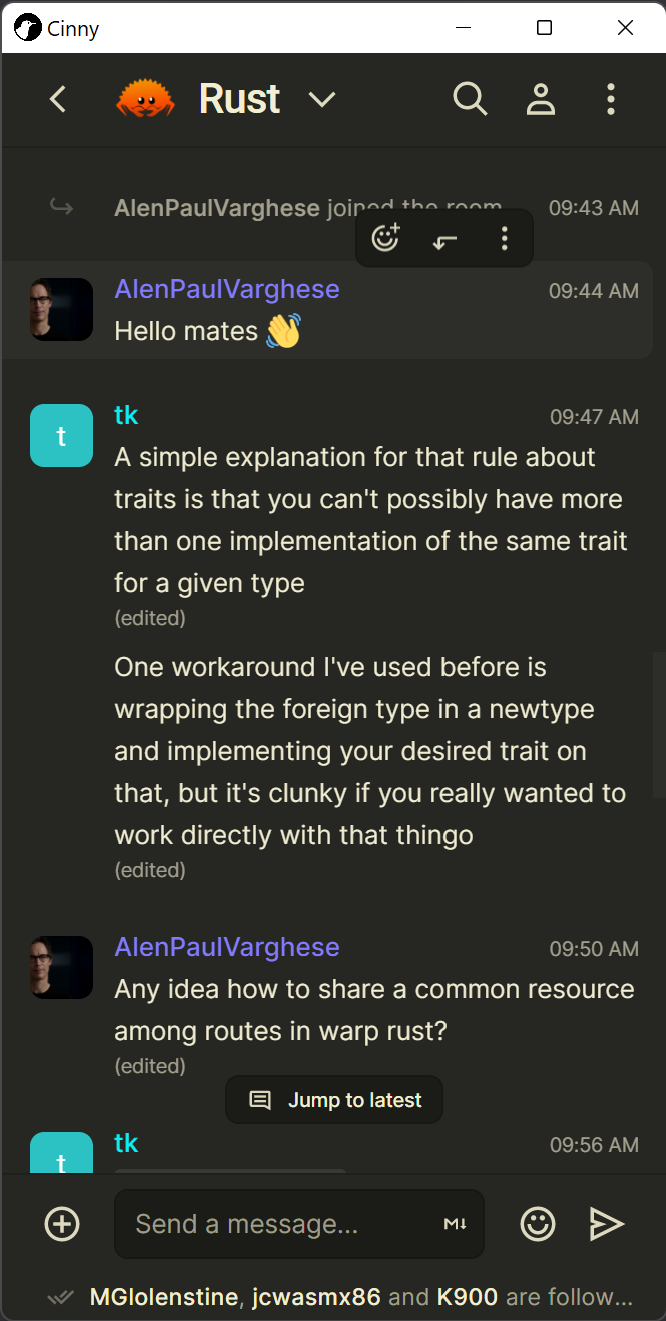 Cinny
Rust
AlenPaulVarghese joined the room 09:43 AM
AlenPaulVarghese 09:44 AM
Hello mates 👋
t
tk 09:47 AM
A simple explanation for that rule about
traits is that you can't possibly have more
than one implementation of the same trait
for a given type
(edited)
One workaround I've used before is
wrapping the foreign type in a newtype
and implementing your desired trait on
that, but it's clunky if you really wanted to
work directly with that thingo
(edited)
AlenPaulVarghese 09:50 AM
Any idea how to share a common resource
among routes in warp rust?
(edited)
Jump to latest
t
tk 09:56 AM
Send a message...
M↓
MGlolenstine, jcwasmx86 and K900 are follow...